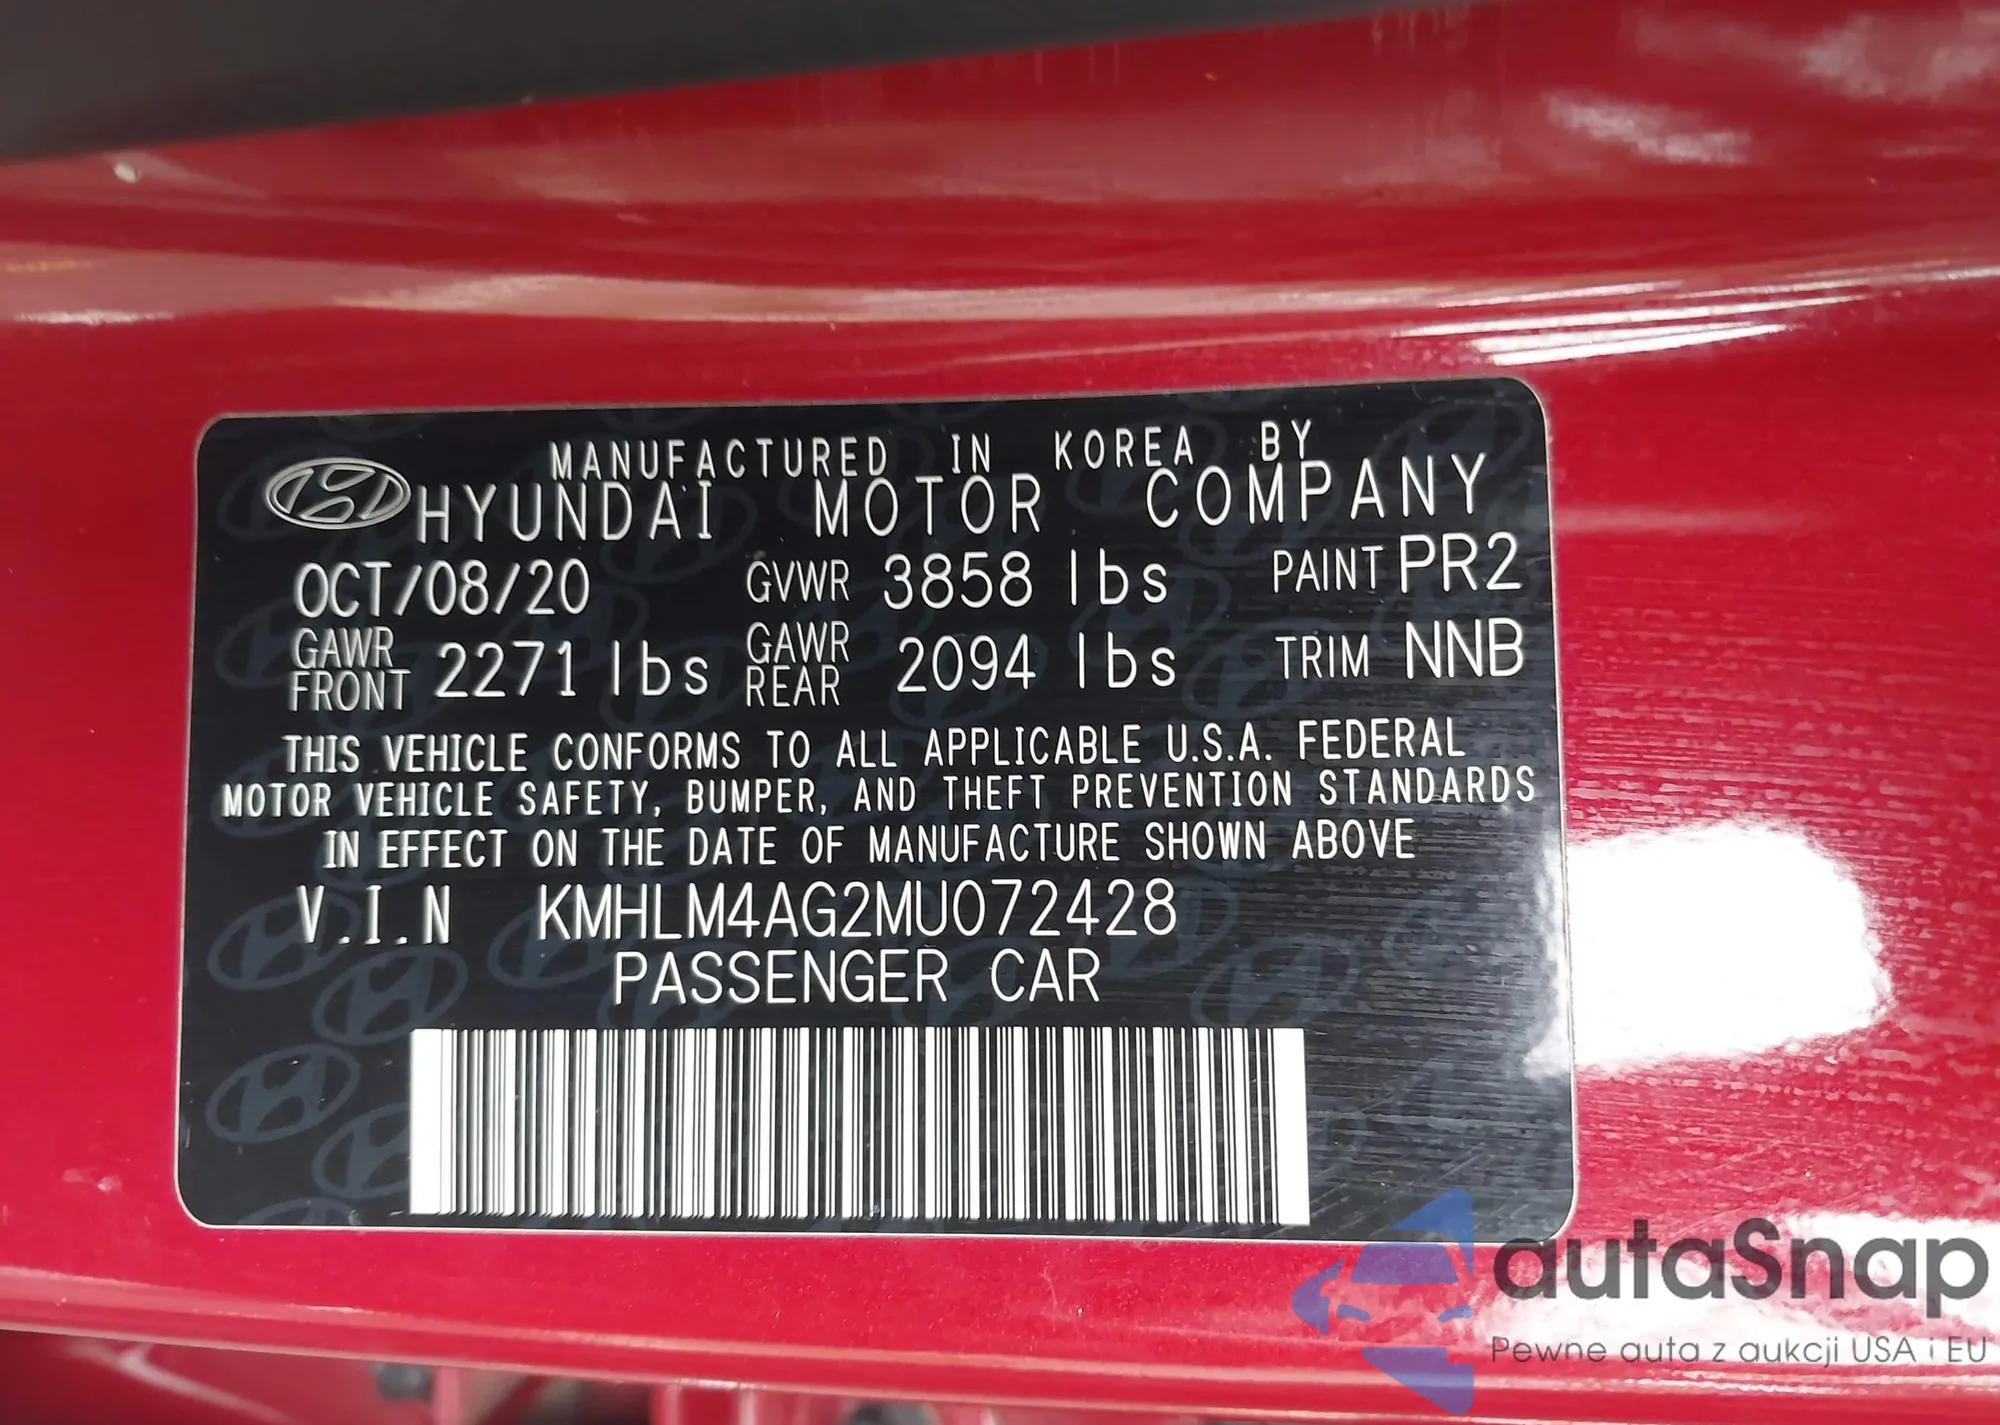 MANUFACTURED IN KOREA BY
HYUNDAI MOTOR COMPANY
OCT/08/20 GVWR 3858 lbs PAINT PR2
GAWR FRONT 2271 lbs GAWR REAR 2094 lbs TRIM NNB
THIS VEHICLE CONFORMS TO ALL APPLICABLE U.S.A. FEDERAL
MOTOR VEHICLE SAFETY, BUMPER, AND THEFT PREVENTION STANDARDS
IN EFFECT ON THE DATE OF MANUFACTURE SHOWN ABOVE
V.I.N KMHLM4AG2MU072428
PASSENGER CAR
autaSnap
Pewne auta z aukcji USA i EU